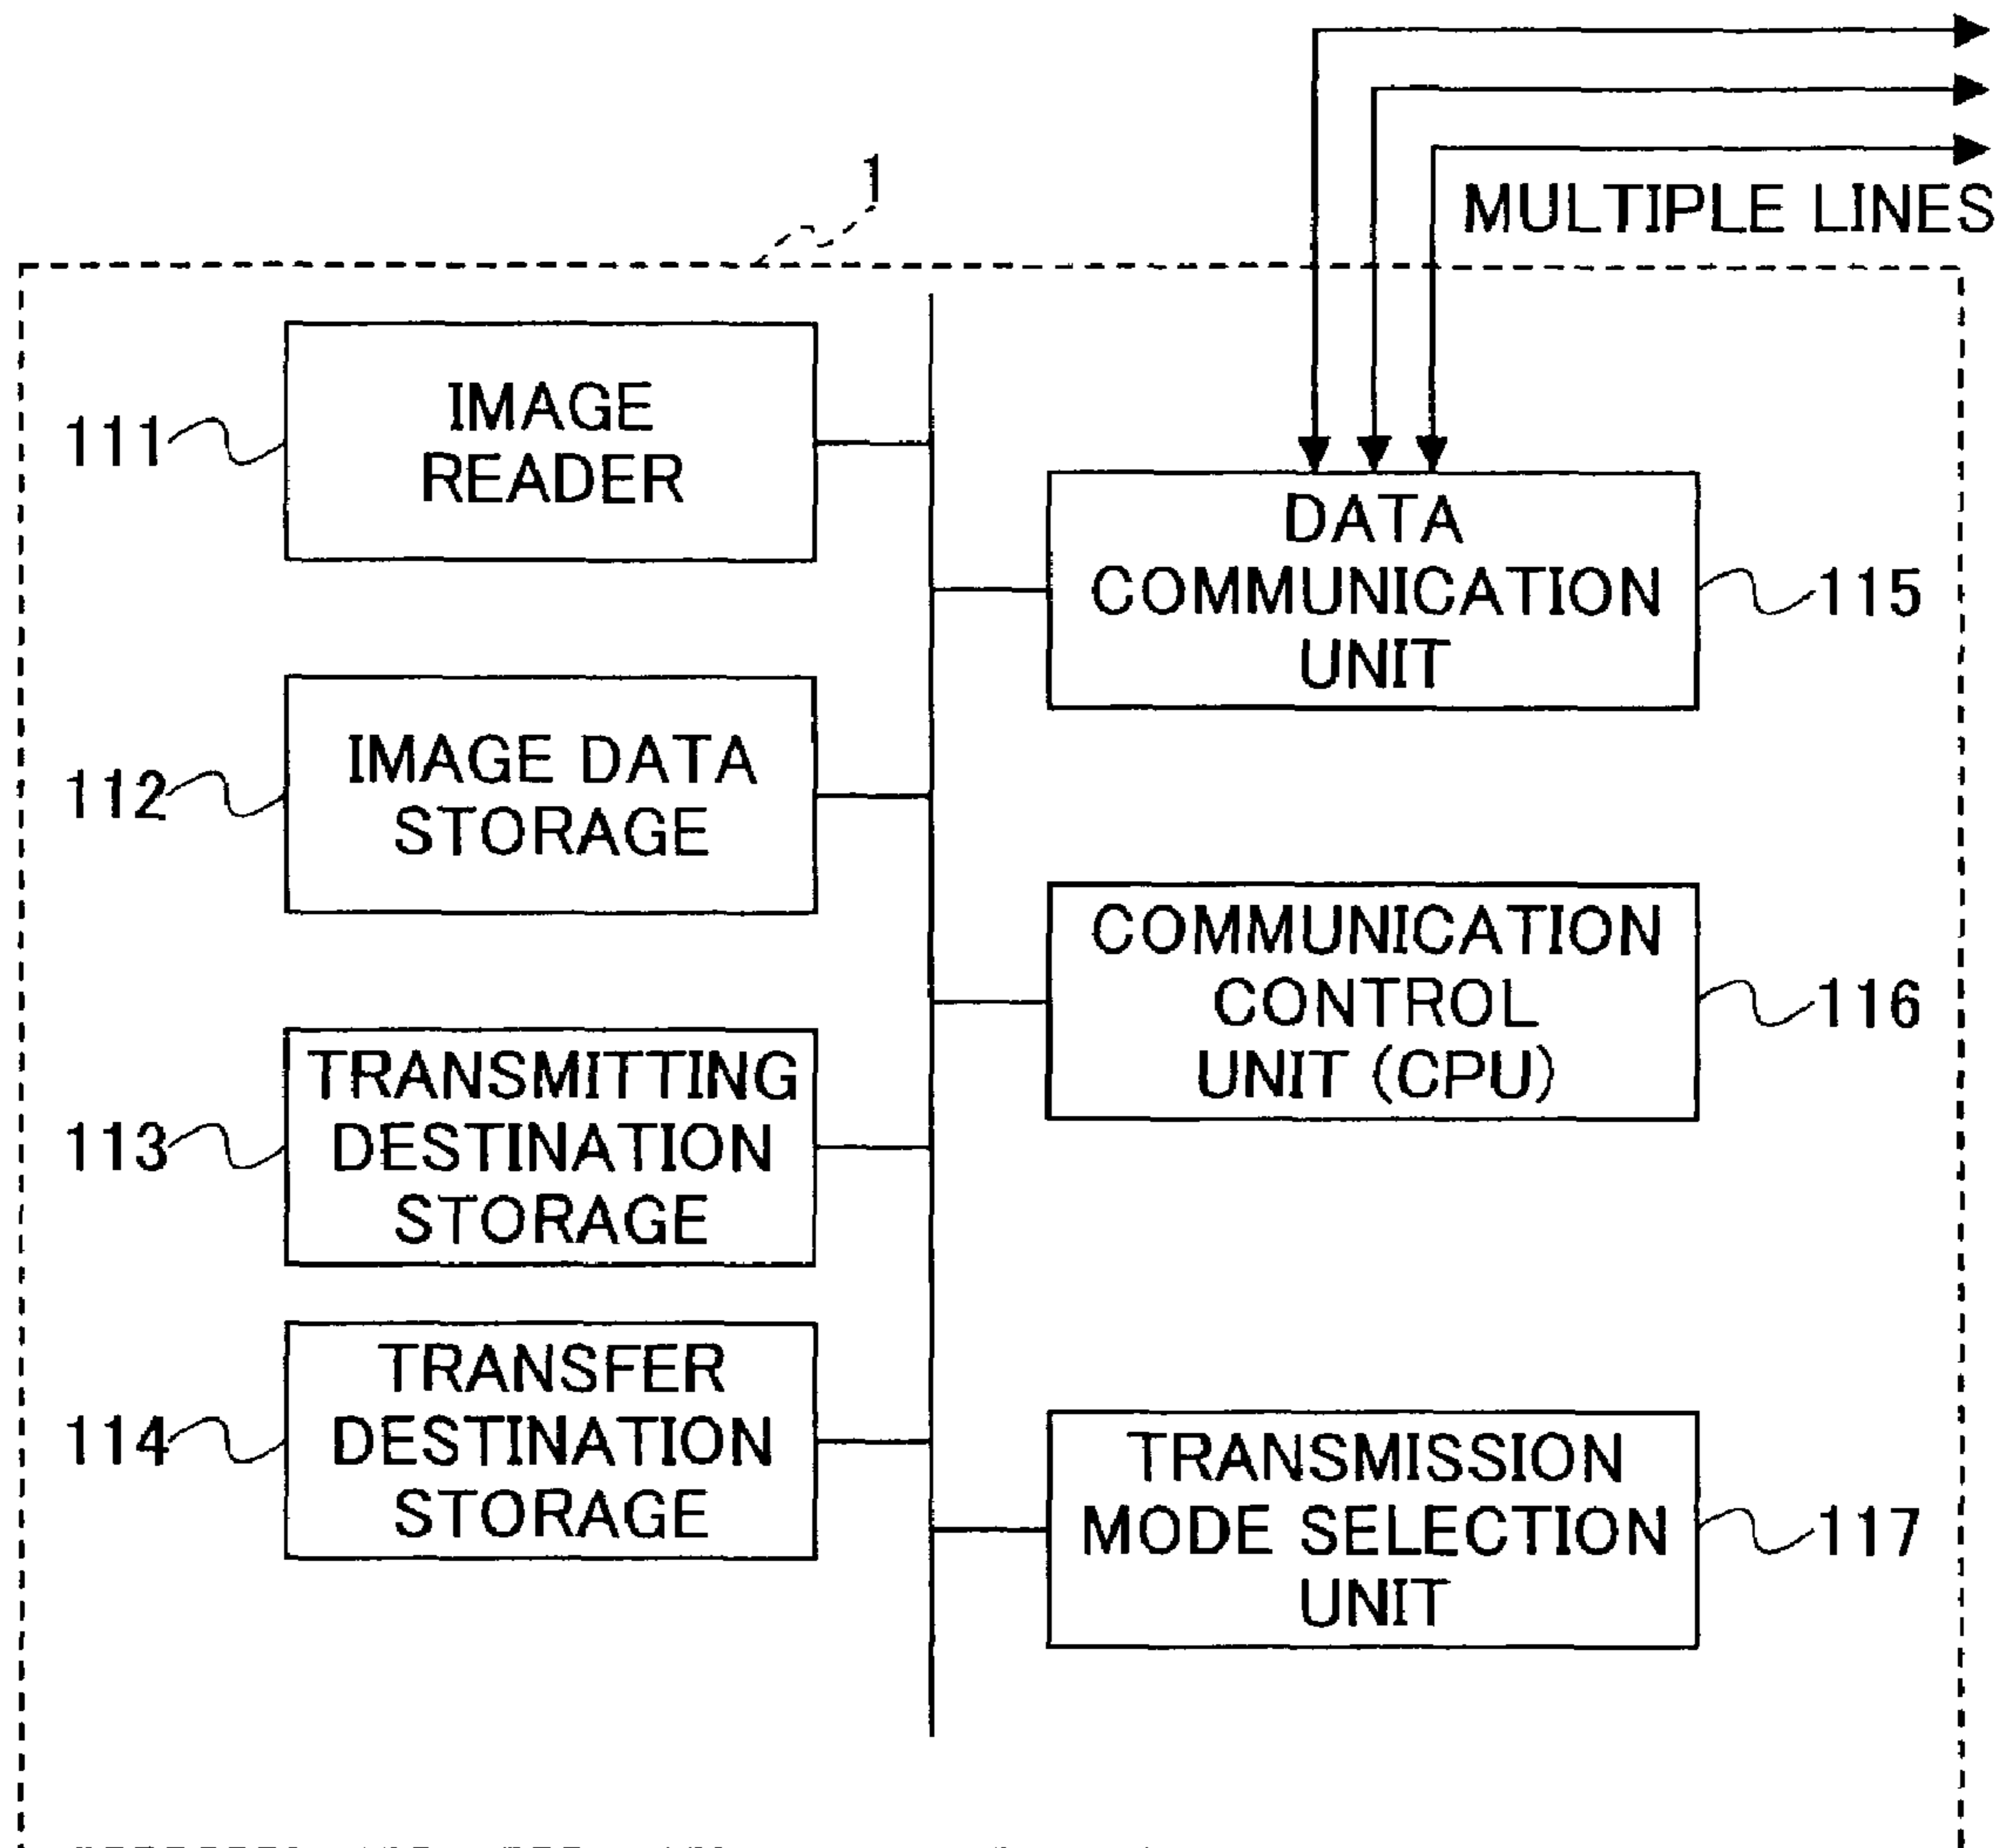 MULTIPLE LINES
1
111
IMAGE
READER
DATA
COMMUNICATION
UNIT
115
112
IMAGE DATA
STORAGE
COMMUNICATION
CONTROL
UNIT (CPU)
116
113
TRANSMITTING
DESTINATION
STORAGE
114
TRANSFER
DESTINATION
STORAGE
TRANSMISSION
MODE SELECTION
UNIT
117